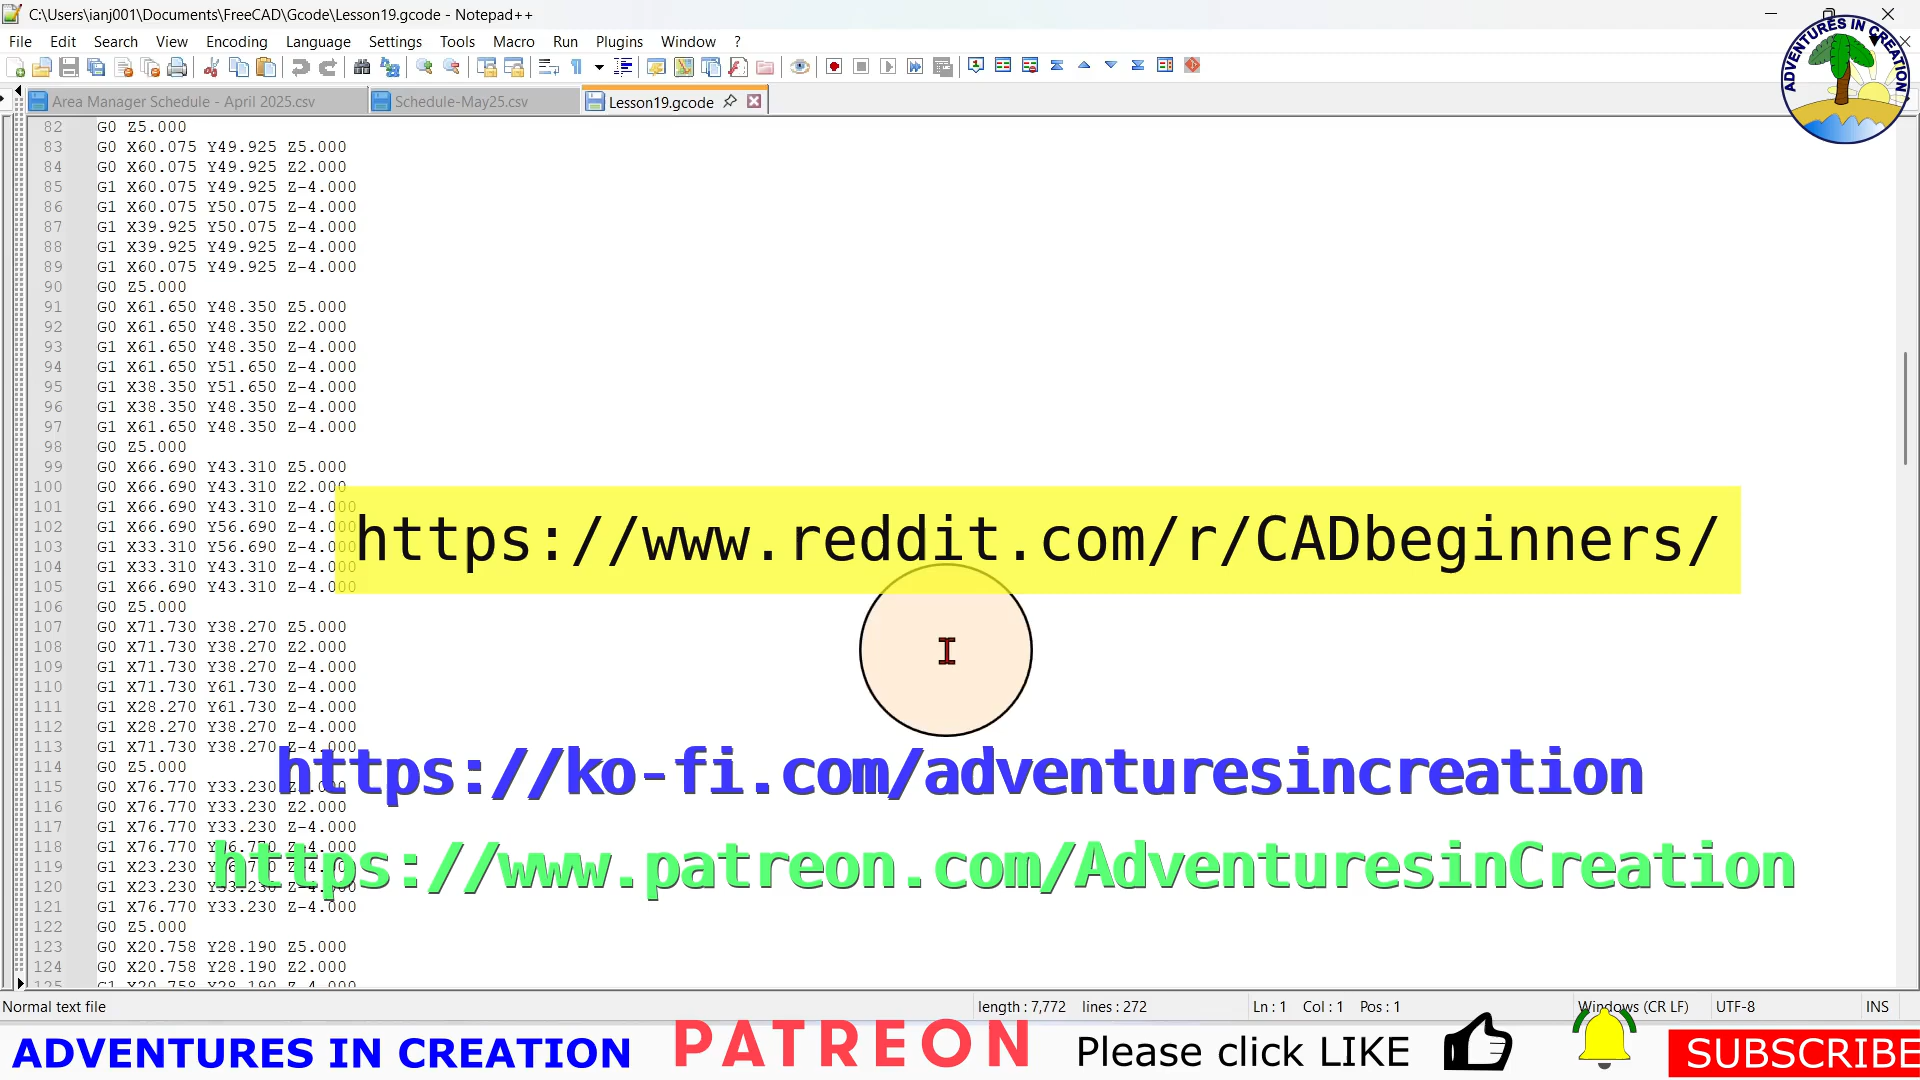 C:\Users\ianj001\Documents\FreeCAD\Gcode\Lesson19.gcode - Notepad++
File Edit Search View Encoding Language Settings Tools Macro Run Plugins Window ?
ADVENTURES IN CREATION
Area Manager Schedule - April 2025.csv Schedule-May25.csv Lesson19.gcode
82 G0 Z5.000
83 G0 X60.075 Y49.925 Z5.000
84 G0 X60.075 Y49.925 Z2.000
85 G1 X60.075 Y49.925 Z-4.000
86 G1 X60.075 Y50.075 Z-4.000
87 G1 X39.925 Y50.075 Z-4.000
88 G1 X39.925 Y49.925 Z-4.000
89 G1 X60.075 Y49.925 Z-4.000
90 G0 Z5.000
91 G0 X61.650 Y48.350 Z5.000
92 G0 X61.650 Y48.350 Z2.000
93 G1 X61.650 Y48.350 Z-4.000
94 G1 X61.650 Y51.650 Z-4.000
95 G1 X38.350 Y51.650 Z-4.000
96 G1 X38.350 Y48.350 Z-4.000
97 G1 X61.650 Y48.350 Z-4.000
98 G0 Z5.000
99 G0 X66.690 Y43.310 Z5.000
100 G0 X66.690 Y43.310 Z2.000
101 G1 X66.690 Y43.310 Z-4.000
102 G1 X66.690 Y56.690 Z-4.000
103 G1 X33.310 Y56.690 Z-4.000
104 G1 X33.310 Y43.310 Z-4.000
105 G1 X66.690 Y43.310 Z-4.000
https://www.reddit.com/r/CADbeginners/
106 G0 Z5.000
107 G0 X71.730 Y38.270 Z5.000
108 G0 X71.730 Y38.270 Z2.000
109 G1 X71.730 Y38.270 Z-4.000
110 G1 X71.730 Y61.730 Z-4.000
111 G1 X28.270 Y61.730 Z-4.000
112 G1 X28.270 Y38.270 Z-4.000
113 G1 X71.730 Y38.270 Z-4.000
114 G0 Z5.000
https://ko-fi.com/adventuresincreation
115 G0 X76.770 Y33.230
116 G0 X76.770 Y33.230 Z2.000
117 G1 X76.770 Y33.230 Z-4.000
118 G1 X76.770 Z-4.000
119 G1 X23.230
https://www.patreon.com/AdventuresinCreation
120 G1 X23.230
121 G1 X76.770 Y33.230 Z-4.000
122 G0 Z5.000
123 G0 X20.758 Y28.190 Z5.000
124 G0 X20.758 Y28.190 Z2.000
125 G1 X20.758 Y28.190 Z-4.000
Normal text file length : 7,772 lines : 272 Ln : 1 Col : 1 Pos : 1 Windows (CR LF) UTF-8 INS
ADVENTURES IN CREATION PATREON Please click LIKE SUBSCRIBE